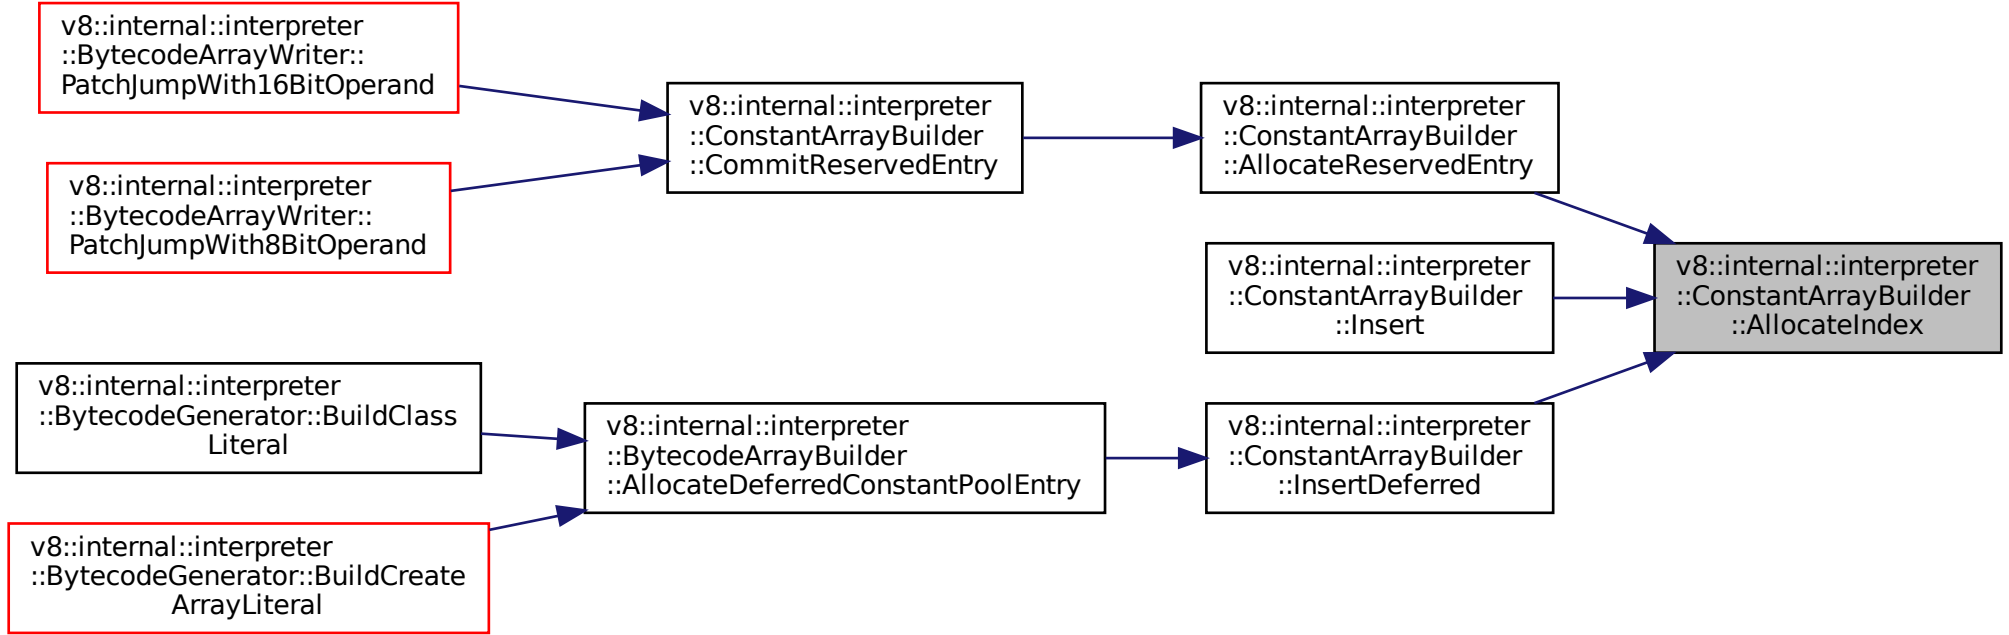 v8::internal::interpreter
::BytecodeArrayWriter::
PatchJumpWith16BitOperand
v8::internal::interpreter
::BytecodeArrayWriter::
PatchJumpWith8BitOperand
v8::internal::interpreter
::ConstantArrayBuilder
::CommitReservedEntry
v8::internal::interpreter
::ConstantArrayBuilder
::AllocateReservedEntry
v8::internal::interpreter
::ConstantArrayBuilder
::Insert
v8::internal::interpreter
::ConstantArrayBuilder
::AllocateIndex
v8::internal::interpreter
::BytecodeGenerator::BuildClass
Literal
v8::internal::interpreter
::BytecodeGenerator::BuildCreate
ArrayLiteral
v8::internal::interpreter
::BytecodeArrayBuilder
::AllocateDeferredConstantPoolEntry
v8::internal::interpreter
::ConstantArrayBuilder
::InsertDeferred